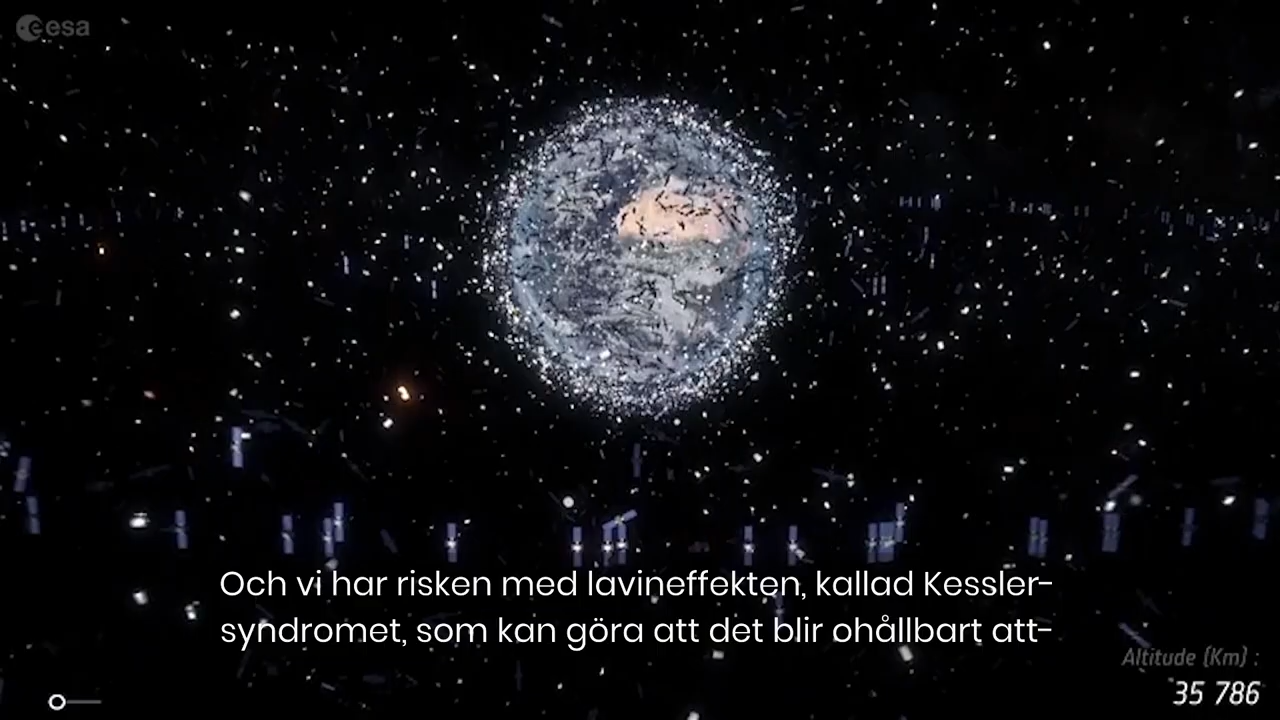 esa
Och vi har risken med lavineffekten, kallad Kessler-
syndromet, som kan göra att det blir ohållbart att-
Altitude (Km) :
35 786